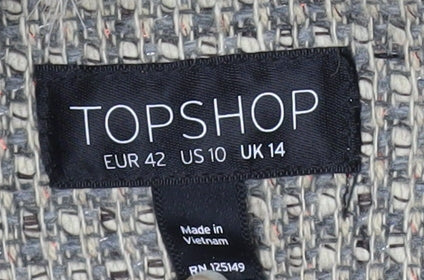 TOPSHOP
EUR 42 US 10 UK 14
Made in
Vietnam
RN 125149